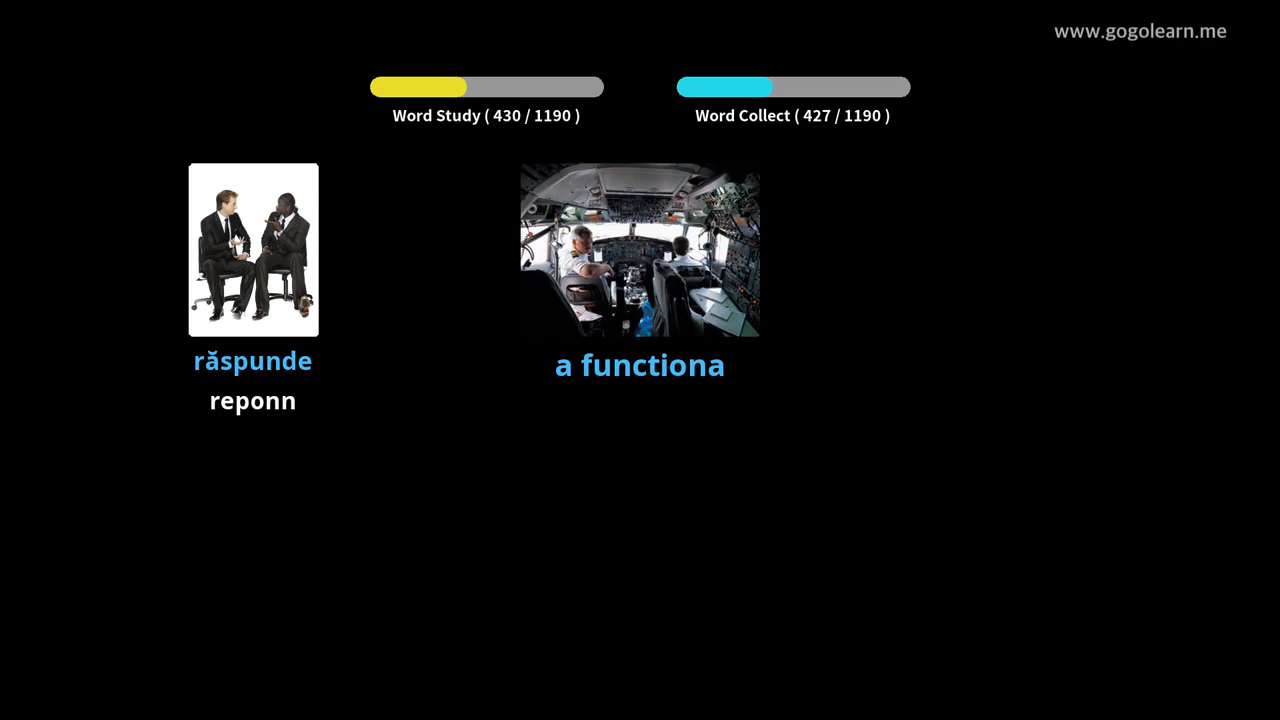 www.gogolearn.me
Word Study ( 430 / 1190 )
Word Collect ( 427 / 1190 )
răspunde
reponn
a functiona